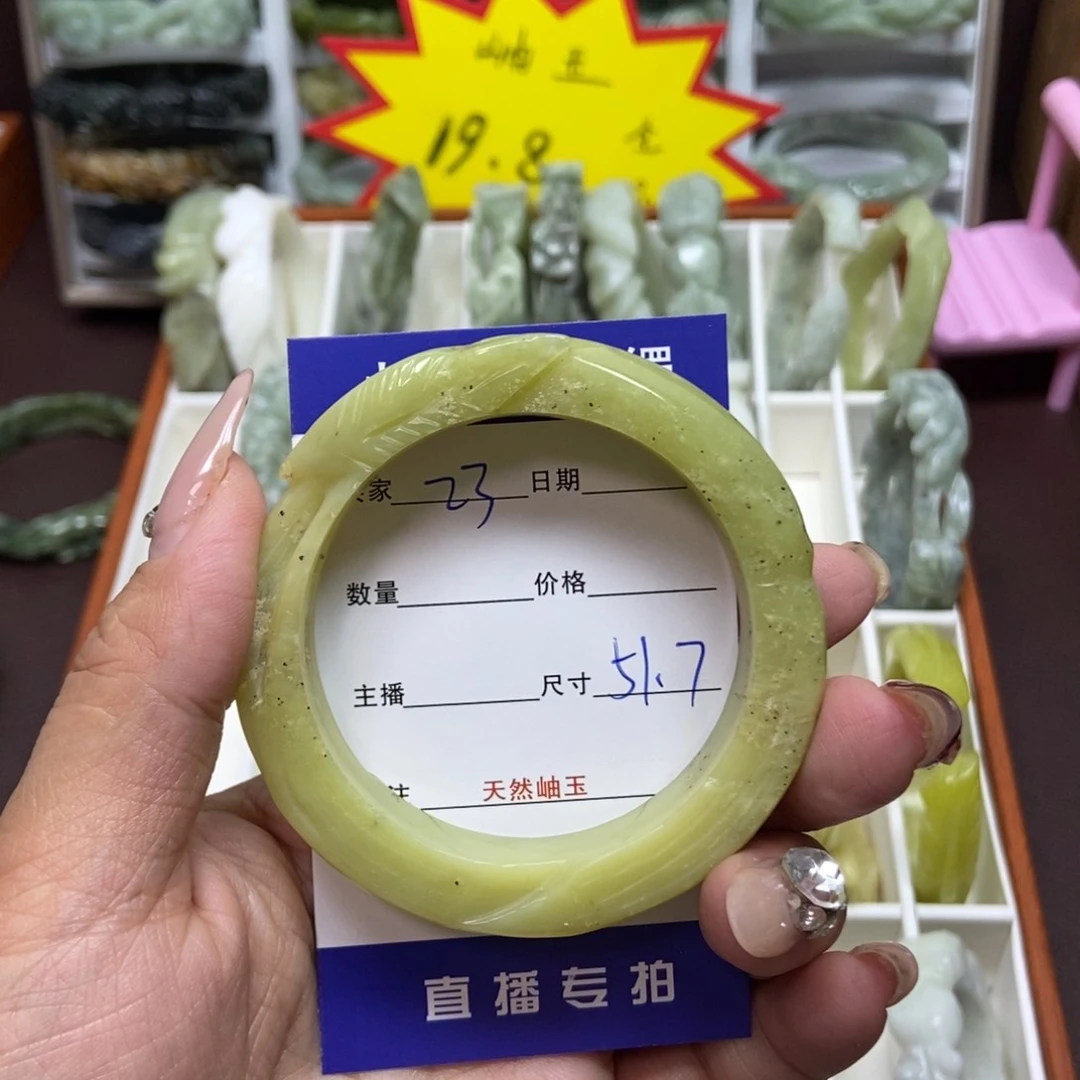 岫玉
19.8元
家 23 日期
数量 价格
主播 尺寸 51.7
注 天然岫玉
直播专拍